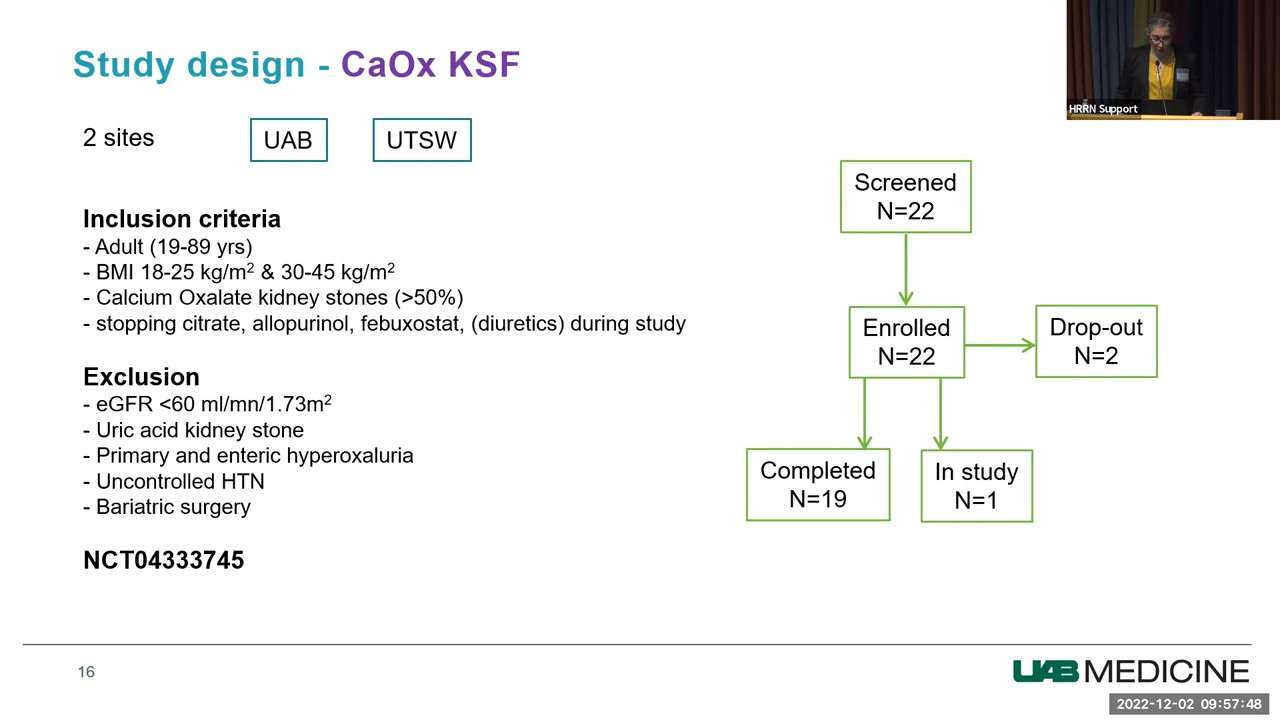 Study design - CaOx KSF
HRRN Support
2 sites
UAB
UTSW
Inclusion criteria
- Adult (19-89 yrs)
- BMI 18-25 kg/m² & 30-45 kg/m²
- Calcium Oxalate kidney stones (>50%)
- stopping citrate, allopurinol, febuxostat, (diuretics) during study
Exclusion
- eGFR <60 ml/mn/1.73m²
- Uric acid kidney stone
- Primary and enteric hyperoxaluria
- Uncontrolled HTN
- Bariatric surgery
NCT04333745
Screened
N=22
Enrolled
N=22
Drop-out
N=2
Completed
N=19
In study
N=1
16
UAB MEDICINE
2022-12-02 09:57:48